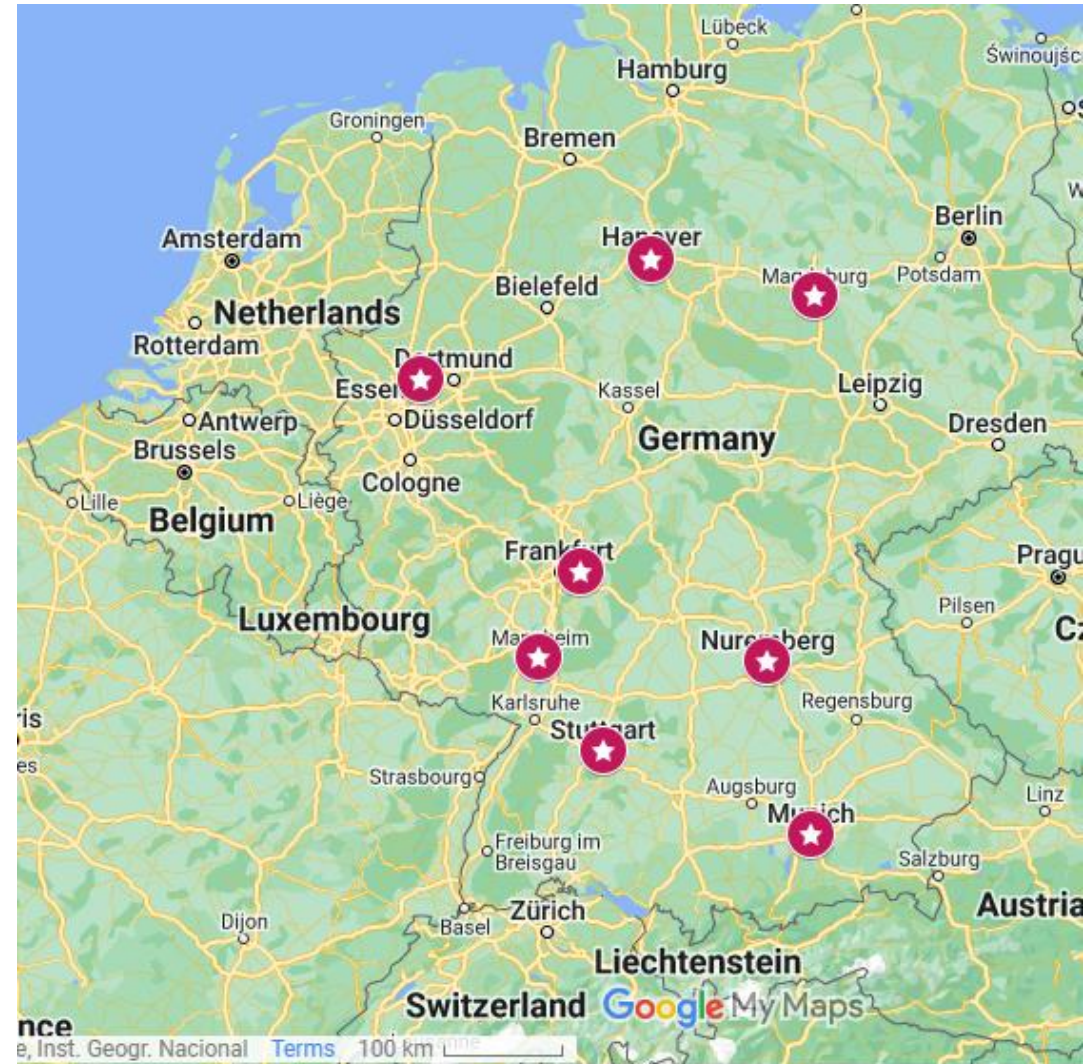 Lübeck
Świnoujśc
Hamburg
Groningen
Bremen
Berlin
Amsterdam
Potsdam
Bielefeld
Netherlands
Rotterdam
Kassel
Leipzig
Antwerp
Düsseldorf
Dresden
Germany
Brussels
Cologne
Lille
Liège
Belgium
Pragu
Pilsen
Luxembourg
Karlsruhe
Regensburg
Strasbourg
Augsburg
Linz
Freiburg im
Breisgau
Salzburg
Dijon
Basel
Zürich
Austria
Liechtenstein
Switzerland
Google My Maps
nce
e, Inst. Geogr. Nacional Terms 100 km